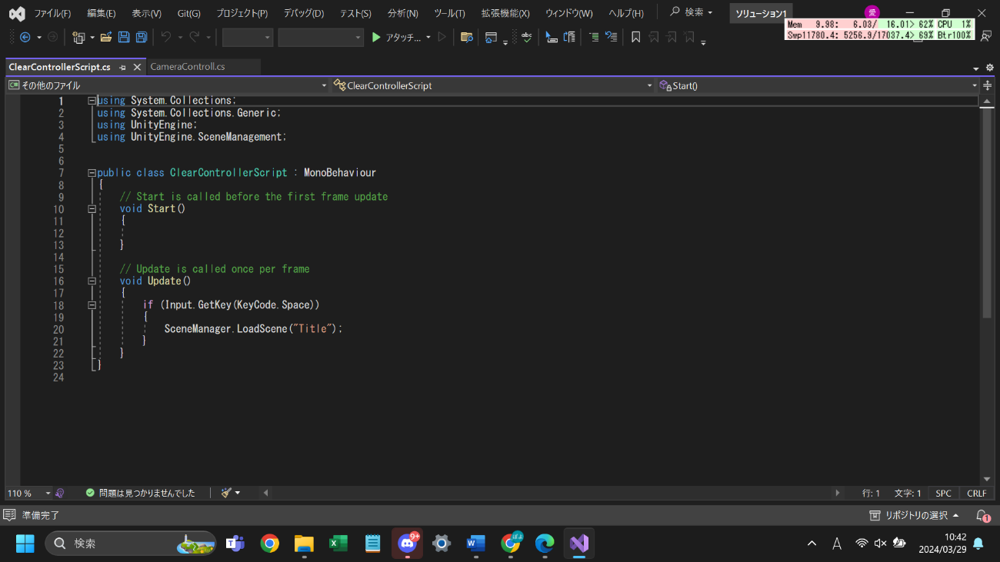 ファイル(F) 編集(E) 表示(V) Git(G) プロジェクト(P) デバッグ(D) テスト(S) 分析(N) ツール(T) 拡張機能(X) ウィンドウ(W) ヘルプ(H) 検索 ソリューション1 愛
Mem 9.98: 6.03/ 16.01> 62% CPU 1%
Swp11780.4: 5256.9/17037.4> 69% Btr100%
アタッチ...
abc
ClearControllerScript.cs CameraControll.cs
その他のファイル ClearControllerScript Start()
1 using System.Collections;
2 using System.Collections.Generic;
3 using UnityEngine;
4 using UnityEngine.SceneManagement;
5
6
7 public class ClearControllerScript : MonoBehaviour
8 {
9 // Start is called before the first frame update
10 void Start()
11 {
12
13 }
14
15 // Update is called once per frame
16 void Update()
17 {
18 if (Input.GetKey(KeyCode.Space))
19 {
20 SceneManager.LoadScene("Title");
21 }
22 }
23 }
24
110 % 問題は見つかりませんでした 行: 1 文字: 1 SPC CRLF
準備完了 リポジトリの選択 1
検索 9+ A 10:42
2024/03/29